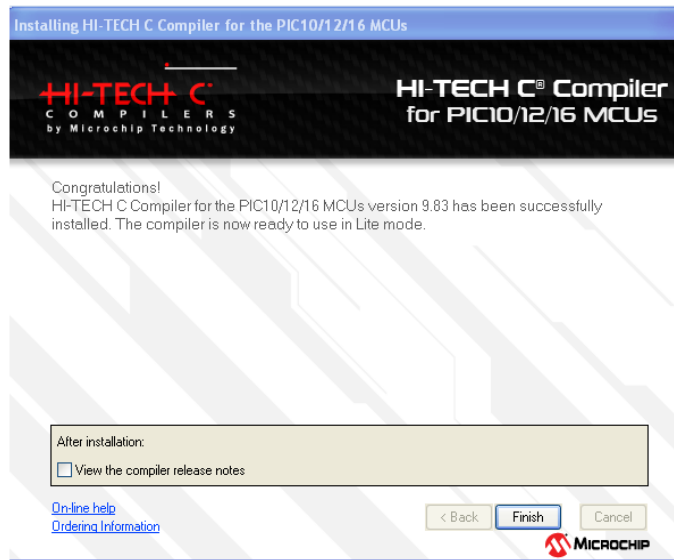 Installing HI-TECH C Compiler for the PIC10/12/16 MCUs
HI-TECH C®
COMPILERS
by Microchip Technology
HI-TECH C® Compiler
for PIC10/12/16 MCUs
Congratulations!
HI-TECH C Compiler for the PIC10/12/16 MCUs version 9.83 has been successfully
installed. The compiler is now ready to use in Lite mode.
After installation:
View the compiler release notes
On-line help
Ordering Information
< Back
Finish
Cancel
MICROCHIP